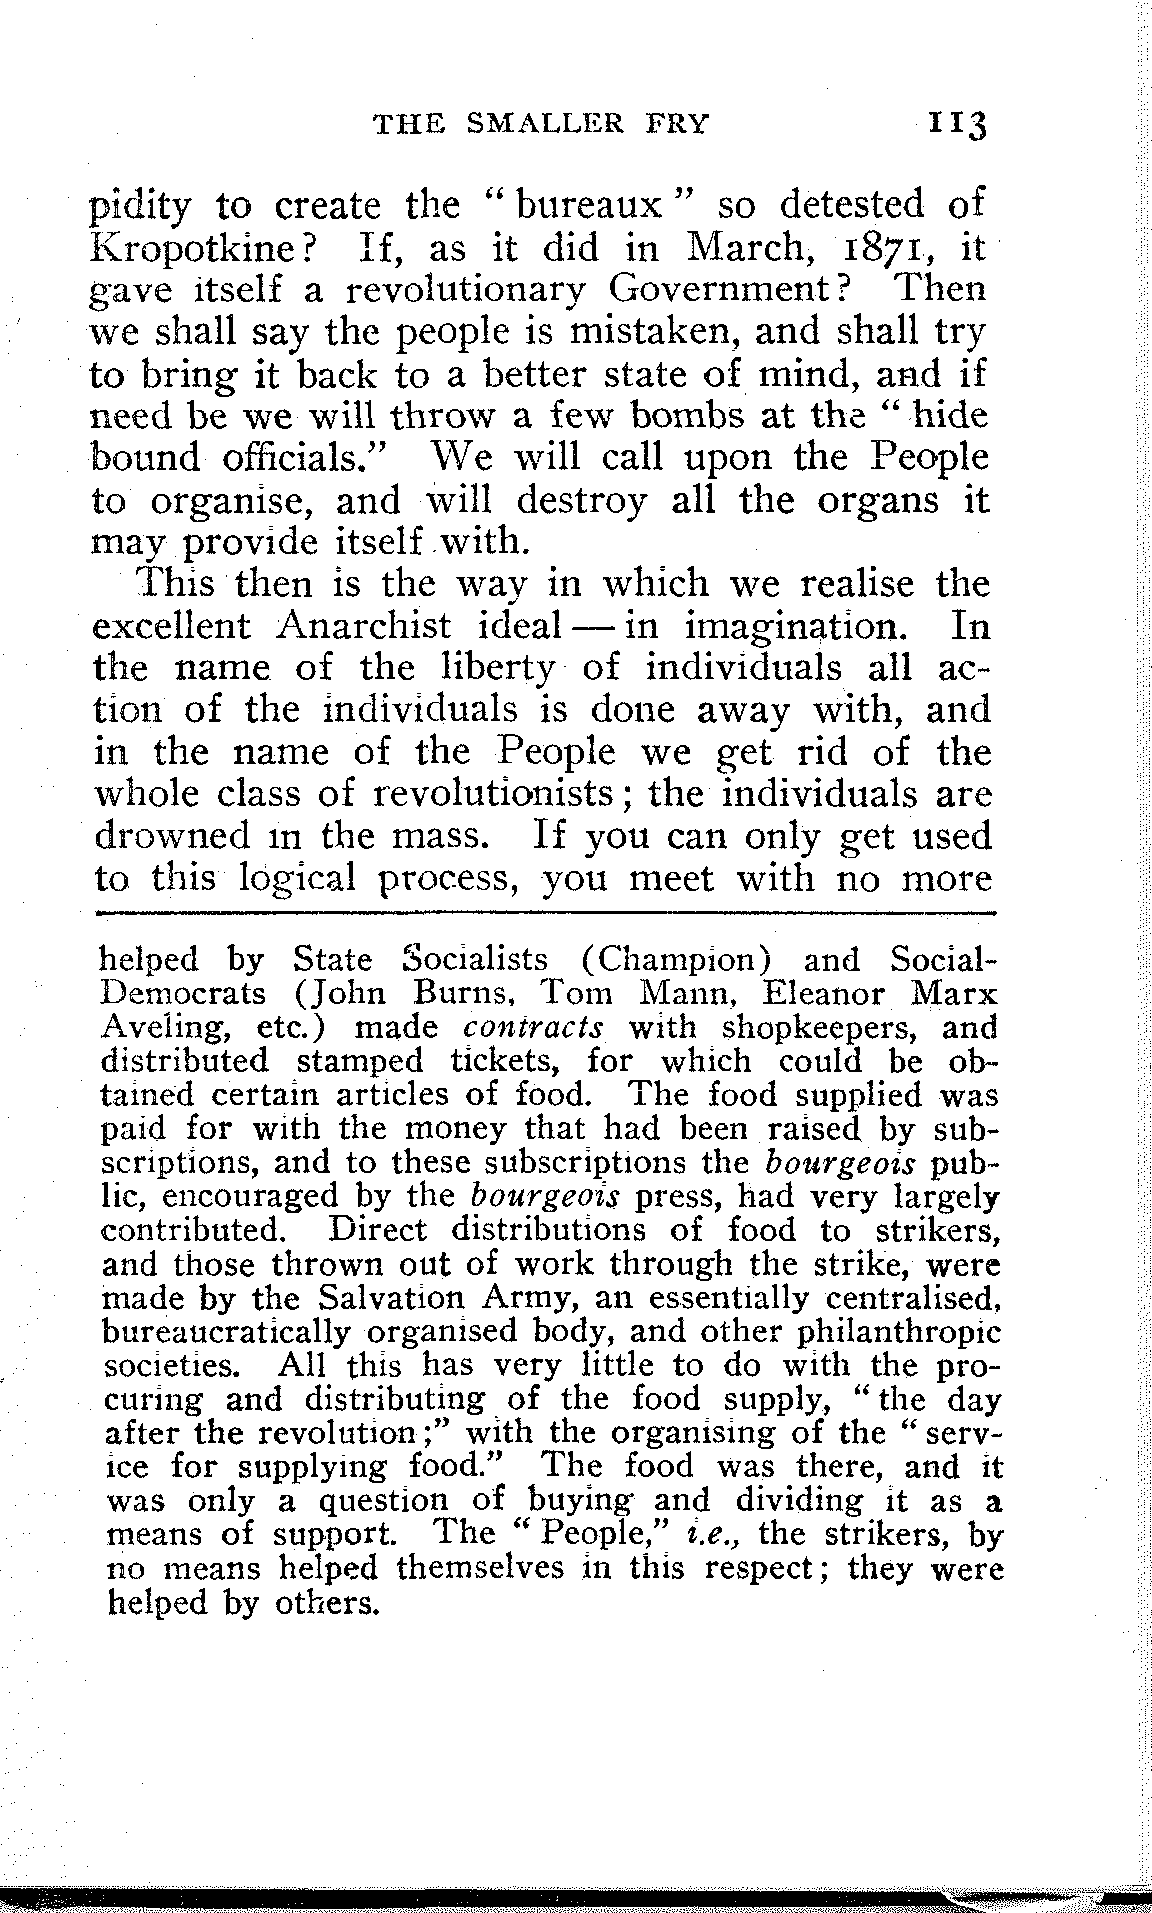 THE SMALLER FRY 113
pidity to create the “ bureaux ” so detested of
Kropotkine? If, as it did in March, 1871, it
gave itself a revolutionary Government? Then
we shall say the people is mistaken, and shall try
to bring it back to a better state of mind, and if
need be we will throw a few bombs at the “ hide
bound officials.” We will call upon the People
to organise, and will destroy all the organs it
may provide itself with.
This then is the way in which we realise the
excellent Anarchist ideal — in imagination. In
the name of the liberty of individuals all ac-
tion of the individuals is done away with, and
in the name of the People we get rid of the
whole class of revolutionists; the individuals are
drowned in the mass. If you can only get used
to this logical process, you meet with no more
helped by State Socialists (Champion) and Social-
Democrats (John Burns, Tom Mann, Eleanor Marx
Aveling, etc.) made contracts with shopkeepers, and
distributed stamped tickets, for which could be ob-
tained certain articles of food. The food supplied was
paid for with the money that had been raised by sub-
scriptions, and to these subscriptions the bourgeois pub-
lic, encouraged by the bourgeois press, had very largely
contributed. Direct distributions of food to strikers,
and those thrown out of work through the strike, were
made by the Salvation Army, an essentially centralised,
bureaucratically organised body, and other philanthropic
societies. All this has very little to do with the pro-
curing and distributing of the food supply, “ the day
after the revolution;” with the organising of the “ serv-
ice for supplying food.” The food was there, and it
was only a question of buying and dividing it as a
means of support. The “ People,” i.e., the strikers, by
no means helped themselves in this respect; they were
helped by others.